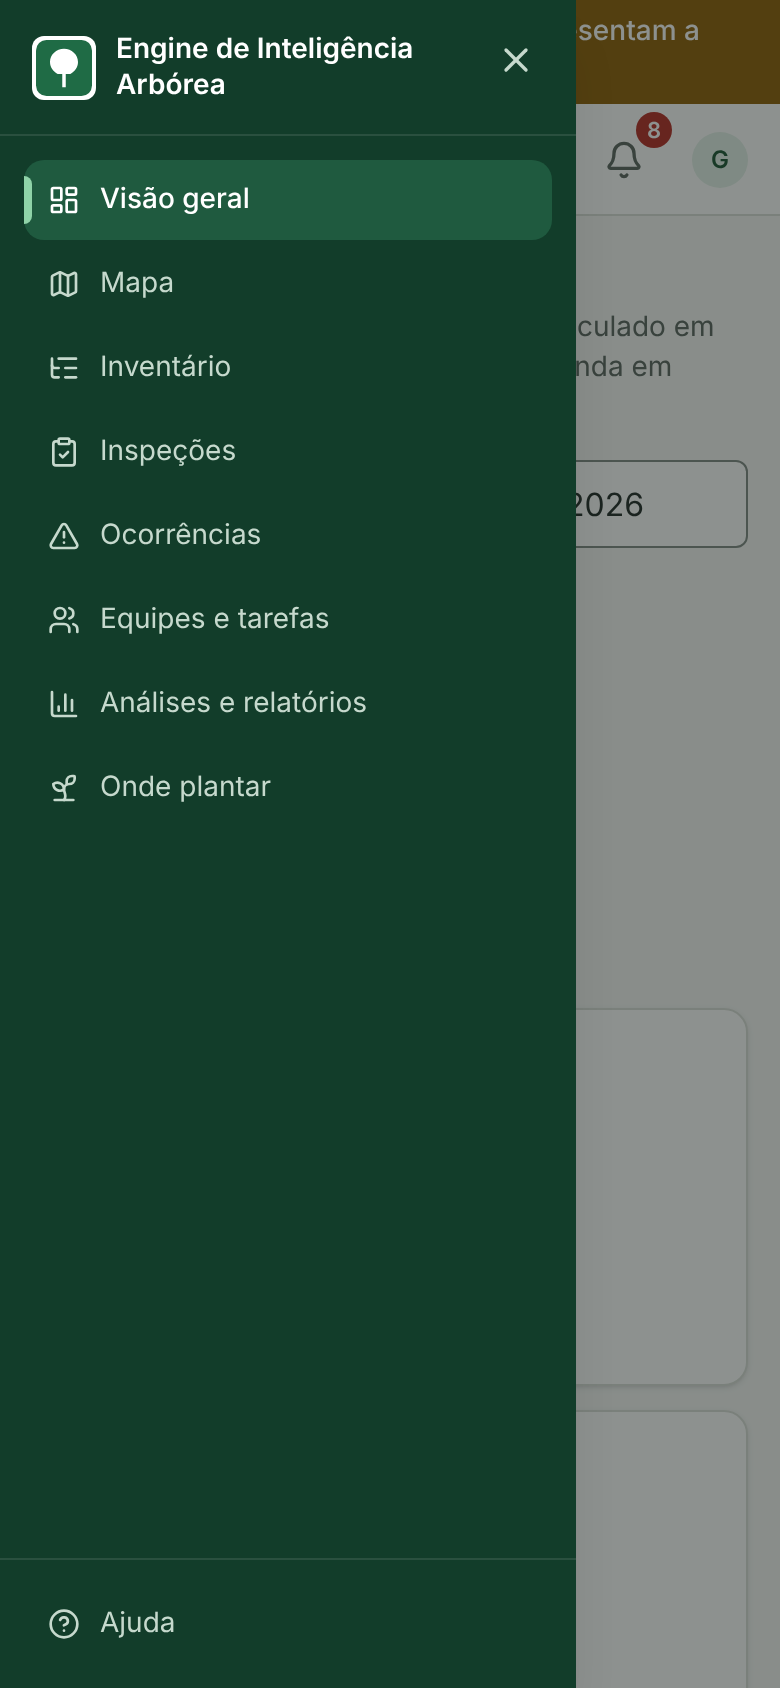 Engine de Inteligência
Arbórea
sentam a
8
G
Visão geral
Mapa
culado em
Inventário
nda em
Inspeções
2026
Ocorrências
Equipes e tarefas
Análises e relatórios
Onde plantar
Ajuda